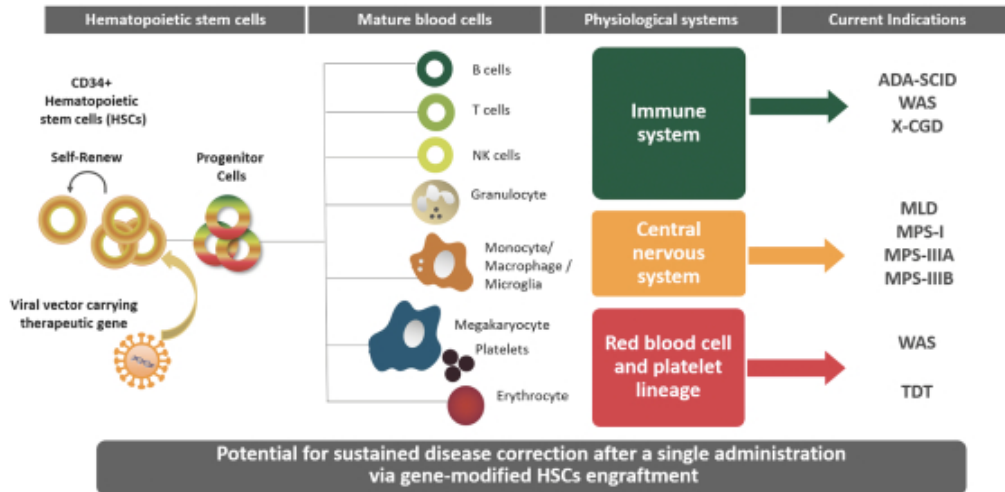 Hematopoietic stem cells
Mature blood cells
Physiological systems
Current Indications
CD34+
Hematopoietic
stem cells (HSCs)
Self-Renew
Progenitor
Cells
Viral vector carrying
therapeutic gene
B cells
T cells
NK cells
Granulocyte
Monocyte/
Macrophage /
Microglia
Megakaryocyte
Platelets
Erythrocyte
Immune
system
Central
nervous
system
Red blood cell
and platelet
lineage
ADA-SCID
WAS
X-CGD
MLD
MPS-I
MPS-IIIA
MPS-IIIB
WAS
TDT
Potential for sustained disease correction after a single administration
via gene-modified HSCs engraftment